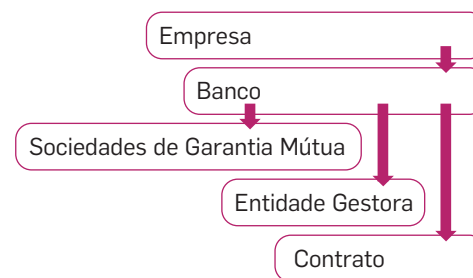 Empresa
Banco
Sociedades de Garantia Mútua
Entidade Gestora
Contrato